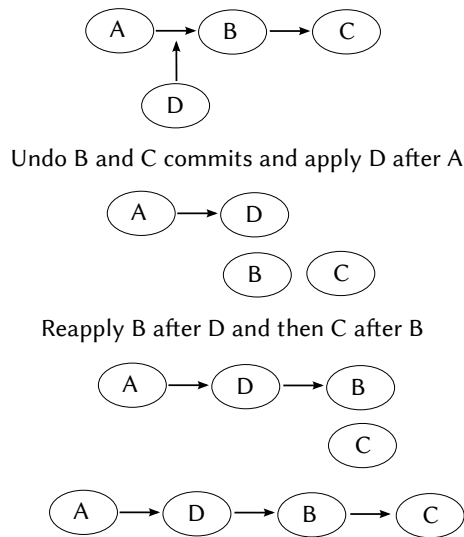 A B C
D
Undo B and C commits and apply D after A
A D
B C
Reapply B after D and then C after B
A D B
C
A D B C